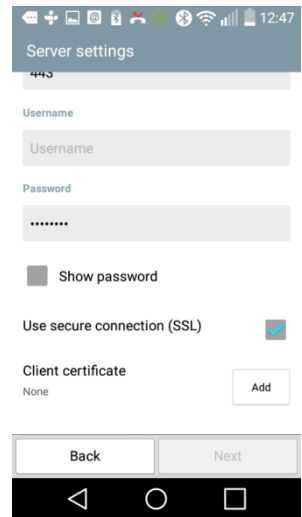 12:47
Server settings
443
Username
Username
Password
••••••••
Show password
Use secure connection (SSL)
Client certificate
None
Add
Back
Next